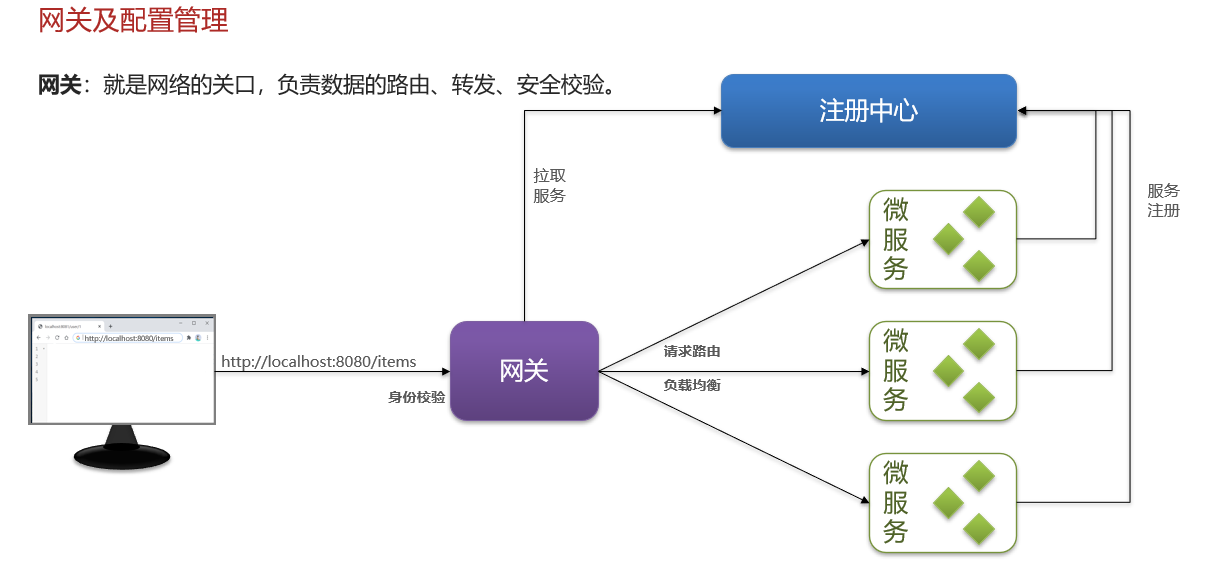 网关及配置管理
网关：就是网络的关口，负责数据的路由、转发、安全校验。
注册中心
拉取
服务
服务
注册
微
服
务
http://localhost:8080/items
http://localhost:8080/items
身份校验
网关
请求路由
负载均衡
微
服
务
微
服
务